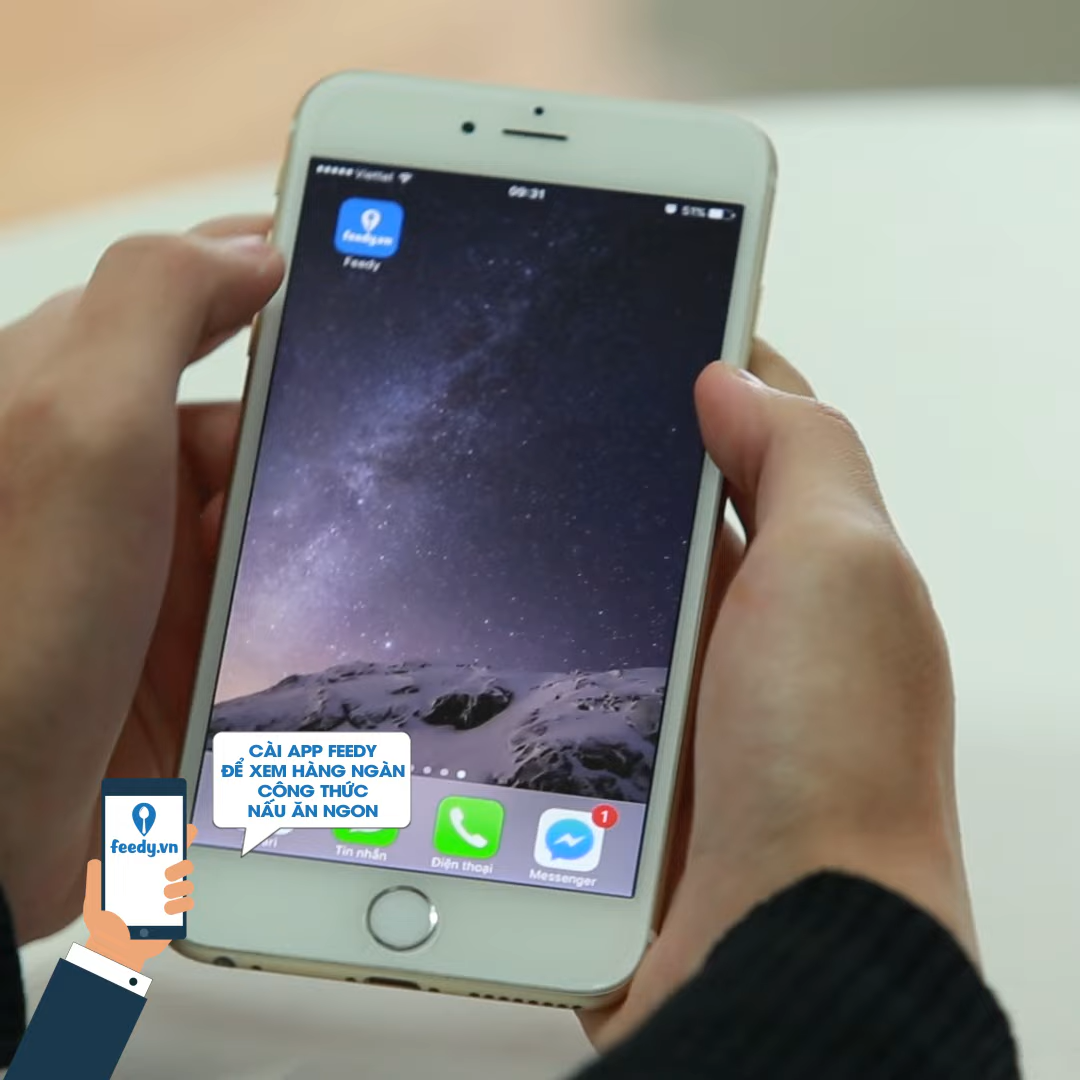 Viettel
09:31
51%
feedy.vn
Feedy
CÀI APP FEEDY
ĐỂ XEM HÀNG NGÀN
CÔNG THỨC
NẤU ĂN NGON
feedy.vn
1
Tin nhắn
Điện thoại
Messenger